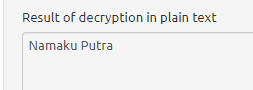 Result of decryption in plain text
Namaku Putra